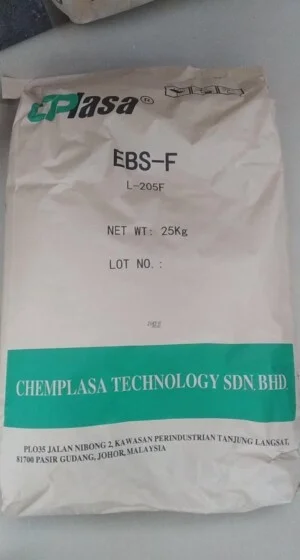 CPlasa®
EBS-F
L-205F
NET WT: 25Kg
LOT NO.:
CHEMPLASA TECHNOLOGY SDN. BHD
PLO35 JALAN NIBONG 2, KAWASAN PERINDUSTRIAN TANJUNG LANGSAT,
81700 PASIR GUDANG, JOHOR, MALAYSIA